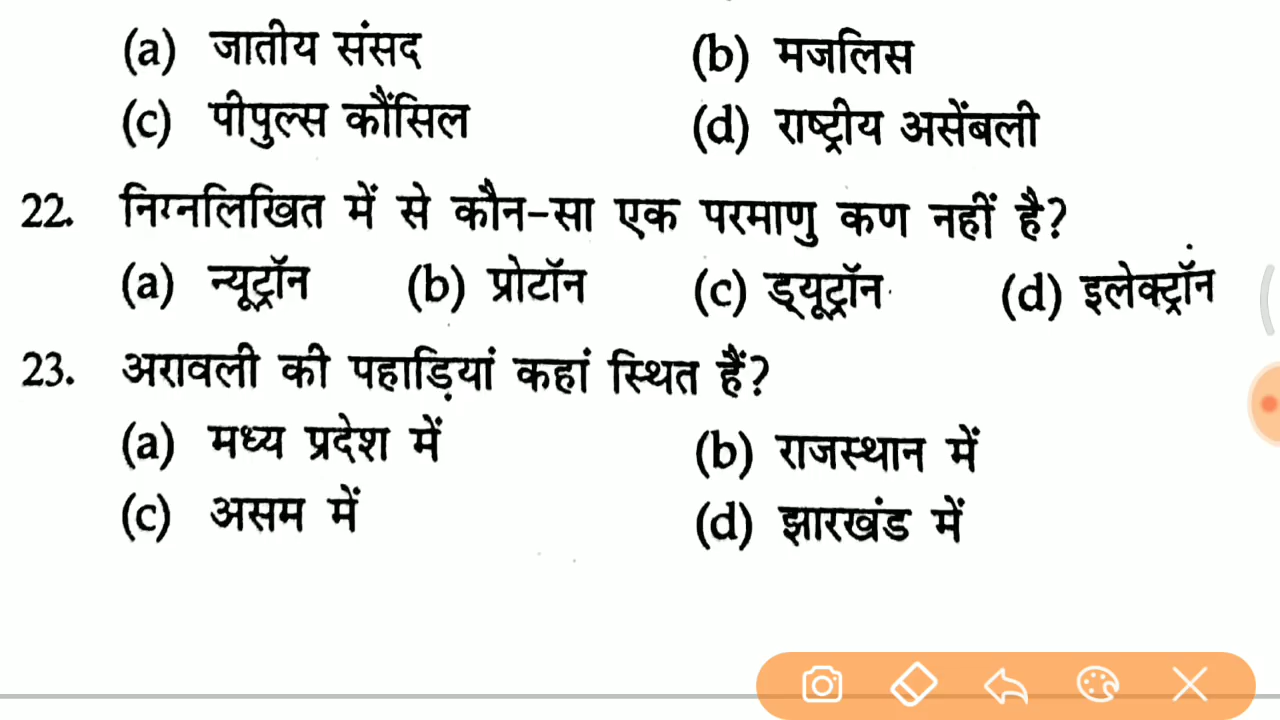 (a) जातीय संसद (b) मजलिस
(c) पीपुल्स कौंसिल (d) राष्ट्रीय असेंबली
22. निग्नलिखित में से कौन-सा एक परमाणु कण नहीं है?
(a) न्यूट्रॉन (b) प्रोटॉन (c) ड्यूट्रॉन (d) इलेक्ट्रॉन
23. अरावली की पहाड़ियां कहां स्थित हैं?
(a) मध्य प्रदेश में (b) राजस्थान में
(c) असम में (d) झारखंड में